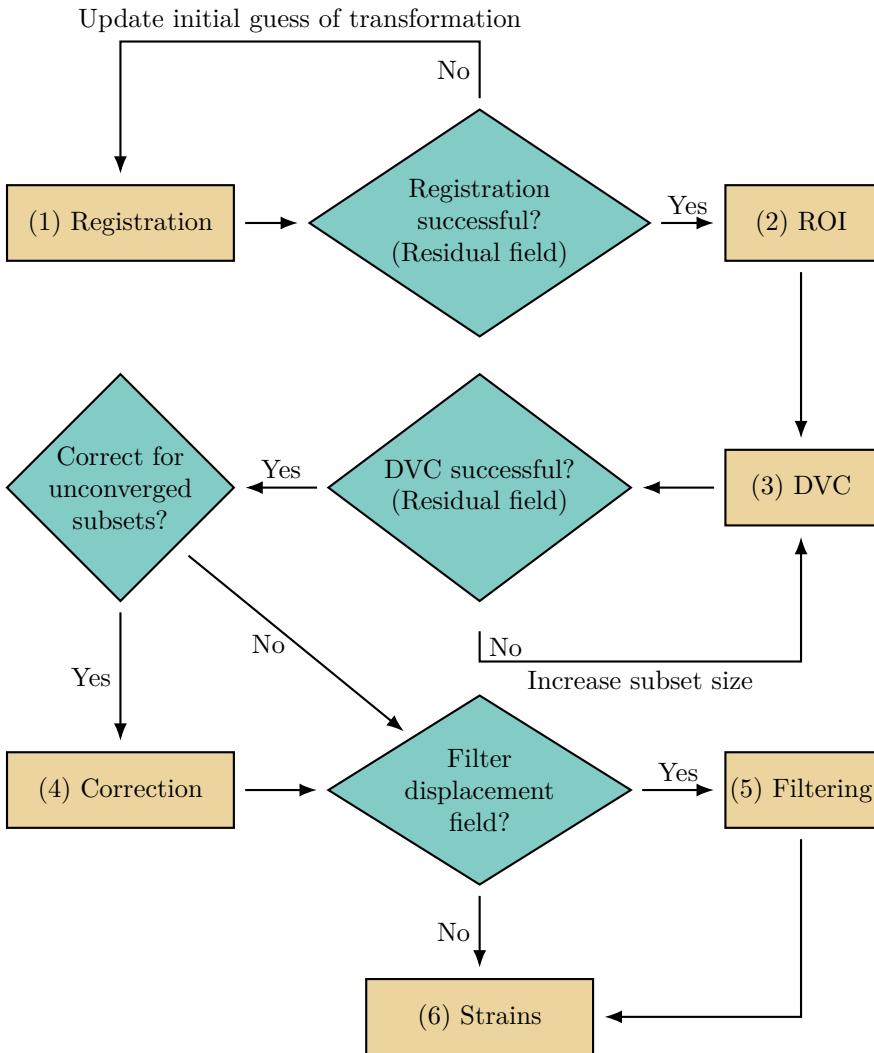 Update initial guess of transformation
No
(1) Registration
Registration
successful?
(Residual field)
Yes
(2) ROI
Correct for
unconverged
subsets?
Yes
DVC successful?
(Residual field)
(3) DVC
No
No
Increase subset size
Yes
(4) Correction
Filter
displacement
field?
Yes
(5) Filtering
No
(6) Strains